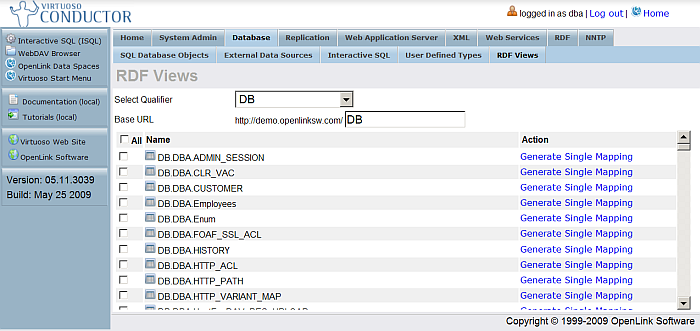 VIRTUOSO
CONDUCTOR
logged in as dba | Log out | Home
Interactive SQL (ISQL)
WebDAV Browser
OpenLink Data Spaces
Virtuoso Start Menu
Documentation (local)
Tutorials (local)
Virtuoso Web Site
OpenLink Software
Version: 05.11.3039
Build: May 25 2009
Home System Admin Database Replication Web Application Server XML Web Services RDF NNTP
SQL Database Objects External Data Sources Interactive SQL User Defined Types RDF Views
RDF Views
Select Qualifier DB
Base URL http://demo.openlinksw.com/ DB
All Name Action
DB.DBA.ADMIN_SESSION Generate Single Mapping
DB.DBA.CLR_VAC Generate Single Mapping
DB.DBA.CUSTOMER Generate Single Mapping
DB.DBA.Employees Generate Single Mapping
DB.DBA.Enum Generate Single Mapping
DB.DBA.FOAF_SSL_ACL Generate Single Mapping
DB.DBA.HISTORY Generate Single Mapping
DB.DBA.HTTP_ACL Generate Single Mapping
DB.DBA.HTTP_PATH Generate Single Mapping
DB.DBA.HTTP_VARIANT_MAP Generate Single Mapping
Copyright © 1999-2009 OpenLink Software